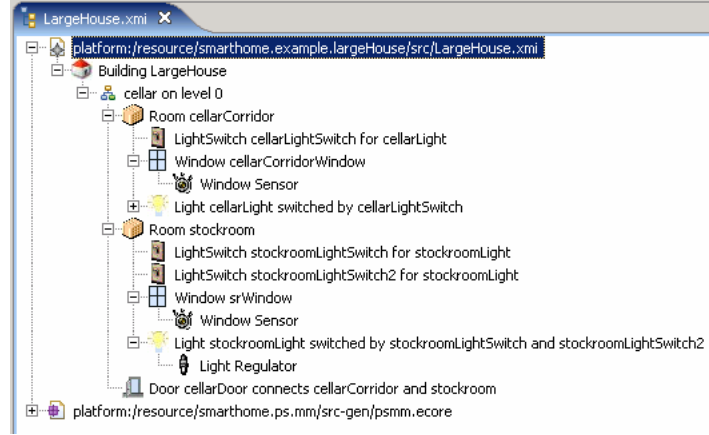 LargeHouse.xmi
platform:/resource/smarthome.example.largeHouse/src/LargeHouse.xmi
Building LargeHouse
cellar on level 0
Room cellarCorridor
LightSwitch cellarLightSwitch for cellarLight
Window cellarCorridorWindow
Window Sensor
Light cellarLight switched by cellarLightSwitch
Room stockroom
LightSwitch stockroomLightSwitch for stockroomLight
LightSwitch stockroomLightSwitch2 for stockroomLight
Window srWindow
Window Sensor
Light stockroomLight switched by stockroomLightSwitch and stockroomLightSwitch2
Light Regulator
Door cellarDoor connects cellarCorridor and stockroom
platform:/resource/smarthome.ps.mm/src-gen/psmm.ecore